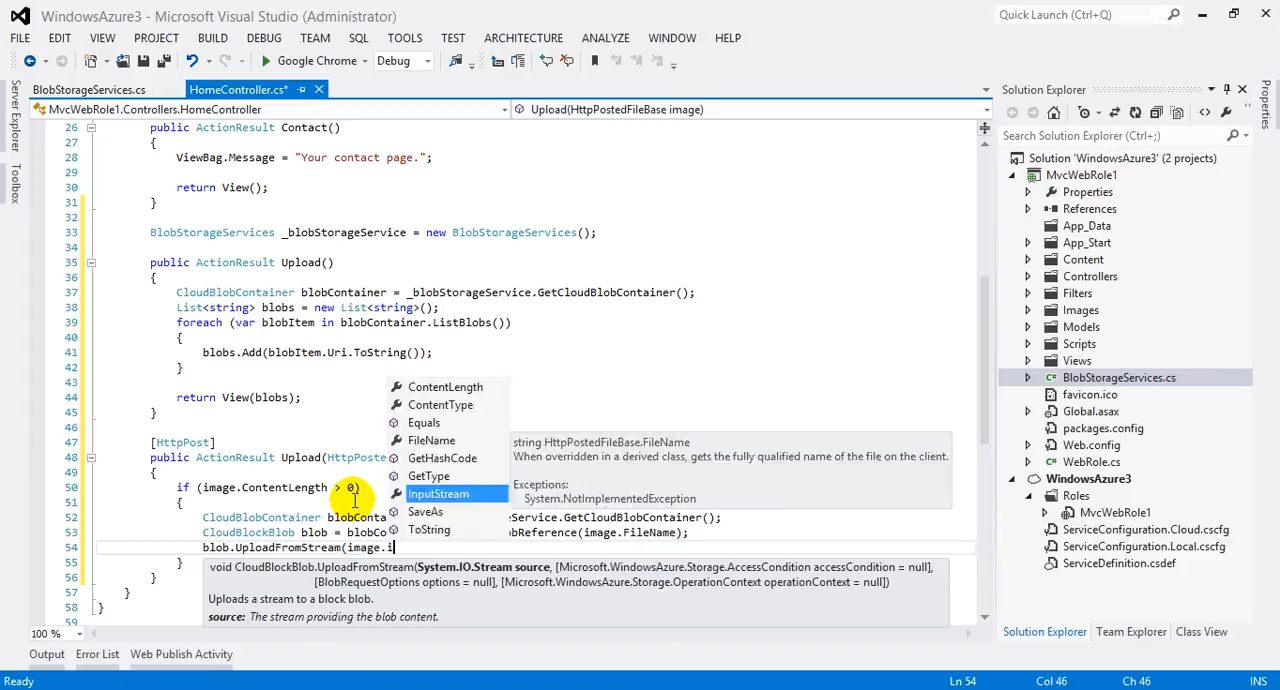 WindowsAzure3 - Microsoft Visual Studio (Administrator)
Quick Launch (Ctrl+Q)
FILE EDIT VIEW PROJECT BUILD DEBUG TEAM SQL TOOLS TEST ARCHITECTURE ANALYZE WINDOW HELP
Google Chrome Debug
Server Explorer
Toolbox
BlobStorageServices.cs HomeController.cs*
MvcWebRole1.Controllers.HomeController Upload(HttpPostedFileBase image)
26 public ActionResult Contact()
27 {
28 ViewBag.Message = "Your contact page.";
29
30 return View();
31 }
32
33 BlobStorageServices _blobStorageService = new BlobStorageServices();
34
35 public ActionResult Upload()
36 {
37 CloudBlobContainer blobContainer = _blobStorageService.GetCloudBlobContainer();
38 List<string> blobs = new List<string>();
39 foreach (var blobItem in blobContainer.ListBlobs())
40 {
41 blobs.Add(blobItem.Uri.ToString());
42 }
43
44 return View(blobs);
45 }
46
47 [HttpPost]
48 public ActionResult Upload(HttpPoste
49 {
50 if (image.ContentLength > 0)
51 {
52 CloudBlobContainer blobConta Service.GetCloudBlobContainer();
53 CloudBlockBlob blob = blobCo bReference(image.FileName);
54 blob.UploadFromStream(image.i
55 }
56 }
57 }
58 }
59
ContentLength
ContentType
Equals
FileName
GetHashCode
GetType
InputStream
SaveAs
ToString
string HttpPostedFileBase.FileName
When overridden in a derived class, gets the fully qualified name of the file on the client.
Exceptions:
System.NotImplementedException
void CloudBlockBlob.UploadFromStream(System.IO.Stream source, [Microsoft.WindowsAzure.Storage.AccessCondition accessCondition = null],
[BlobRequestOptions options = null], [Microsoft.WindowsAzure.Storage.OperationContext operationContext = null])
Uploads a stream to a block blob.
source: The stream providing the blob content.
100 %
Output Error List Web Publish Activity
Solution Explorer
Search Solution Explorer (Ctrl+;)
Solution 'WindowsAzure3' (2 projects)
MvcWebRole1
Properties
References
App_Data
App_Start
Content
Controllers
Filters
Images
Models
Scripts
Views
BlobStorageServices.cs
favicon.ico
Global.asax
packages.config
Web.config
WebRole.cs
WindowsAzure3
Roles
MvcWebRole1
ServiceConfiguration.Cloud.cscfg
ServiceConfiguration.Local.cscfg
ServiceDefinition.csdef
Solution Explorer Team Explorer Class View
Properties
Ready Ln 54 Col 46 Ch 46 INS